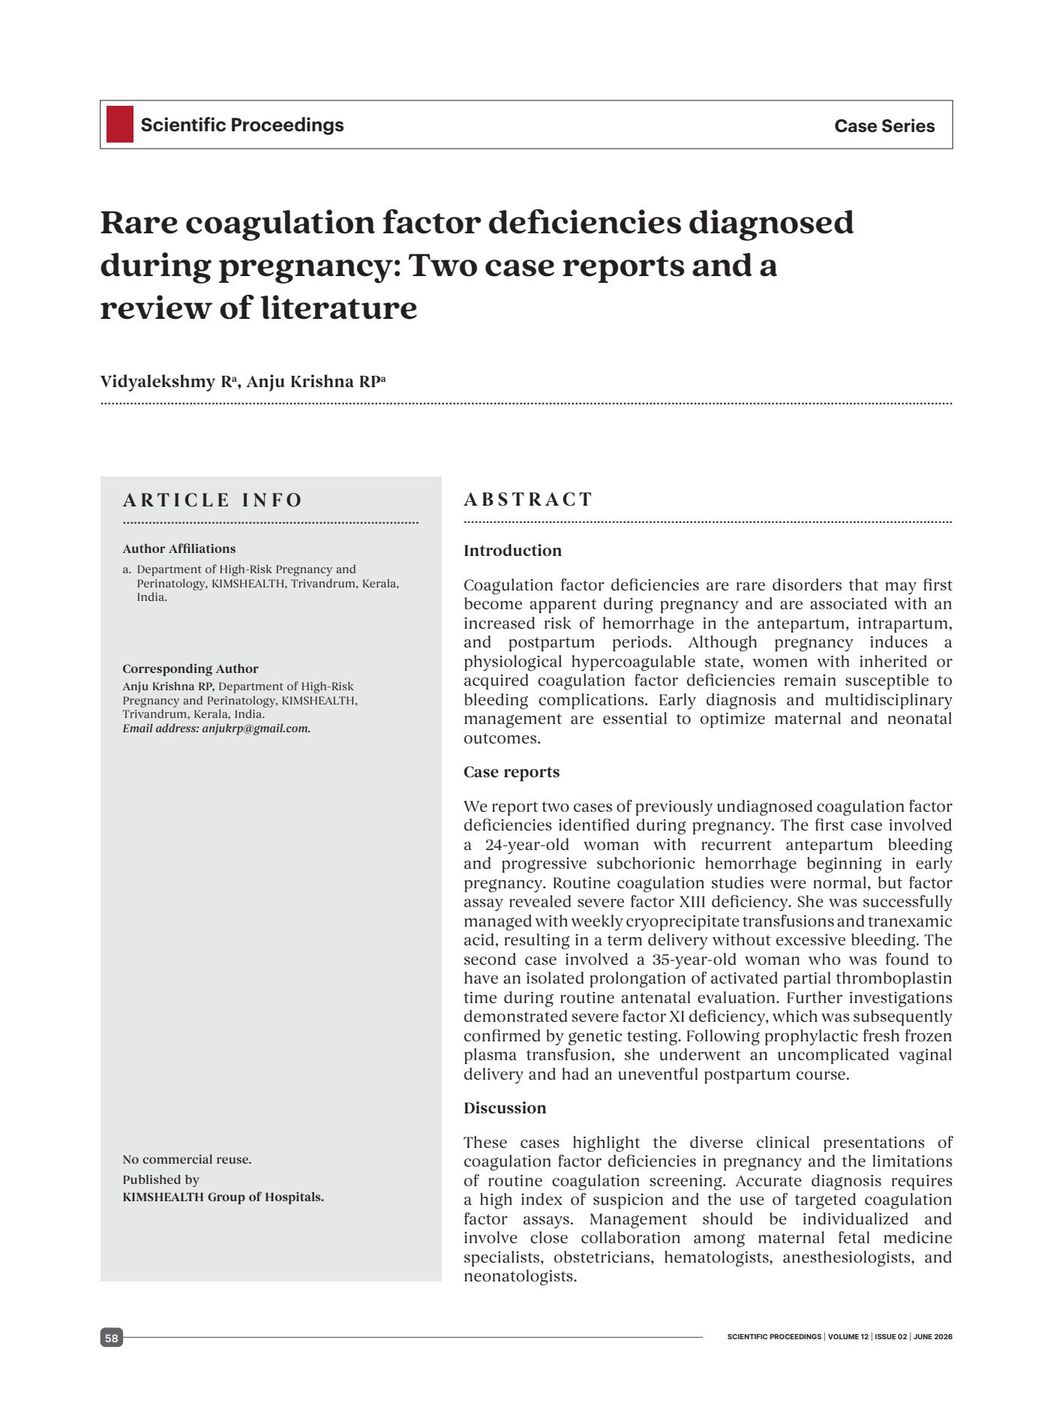 Scientific Proceedings
Case Series
Rare coagulation factor deficiencies diagnosed
during pregnancy: Two case reports and a
review of literature
Vidyalekshmy Rᵃ, Anju Krishna RPᵃ
ARTICLE INFO
Author Affiliations
a. Department of High-Risk Pregnancy and
Perinatology, KIMSHEALTH, Trivandrum, Kerala,
India.
Corresponding Author
Anju Krishna RP, Department of High-Risk
Pregnancy and Perinatology, KIMSHEALTH,
Trivandrum, Kerala, India.
Email address: anjukrp@gmail.com.
No commercial reuse.
Published by
KIMSHEALTH Group of Hospitals.
ABSTRACT
Introduction
Coagulation factor deficiencies are rare disorders that may first
become apparent during pregnancy and are associated with an
increased risk of hemorrhage in the antepartum, intrapartum,
and postpartum periods. Although pregnancy induces a
physiological hypercoagulable state, women with inherited or
acquired coagulation factor deficiencies remain susceptible to
bleeding complications. Early diagnosis and multidisciplinary
management are essential to optimize maternal and neonatal
outcomes.
Case reports
We report two cases of previously undiagnosed coagulation factor
deficiencies identified during pregnancy. The first case involved
a 24-year-old woman with recurrent antepartum bleeding
and progressive subchorionic hemorrhage beginning in early
pregnancy. Routine coagulation studies were normal, but factor
assay revealed severe factor XIII deficiency. She was successfully
managed with weekly cryoprecipitate transfusions and tranexamic
acid, resulting in a term delivery without excessive bleeding. The
second case involved a 35-year-old woman who was found to
have an isolated prolongation of activated partial thromboplastin
time during routine antenatal evaluation. Further investigations
demonstrated severe factor XI deficiency, which was subsequently
confirmed by genetic testing. Following prophylactic fresh frozen
plasma transfusion, she underwent an uncomplicated vaginal
delivery and had an uneventful postpartum course.
Discussion
These cases highlight the diverse clinical presentations of
coagulation factor deficiencies in pregnancy and the limitations
of routine coagulation screening. Accurate diagnosis requires
a high index of suspicion and the use of targeted coagulation
factor assays. Management should be individualized and
involve close collaboration among maternal fetal medicine
specialists, obstetricians, hematologists, anesthesiologists, and
neonatologists.
58
SCIENTIFIC PROCEEDINGS | VOLUME 12 | ISSUE 02 | JUNE 2026